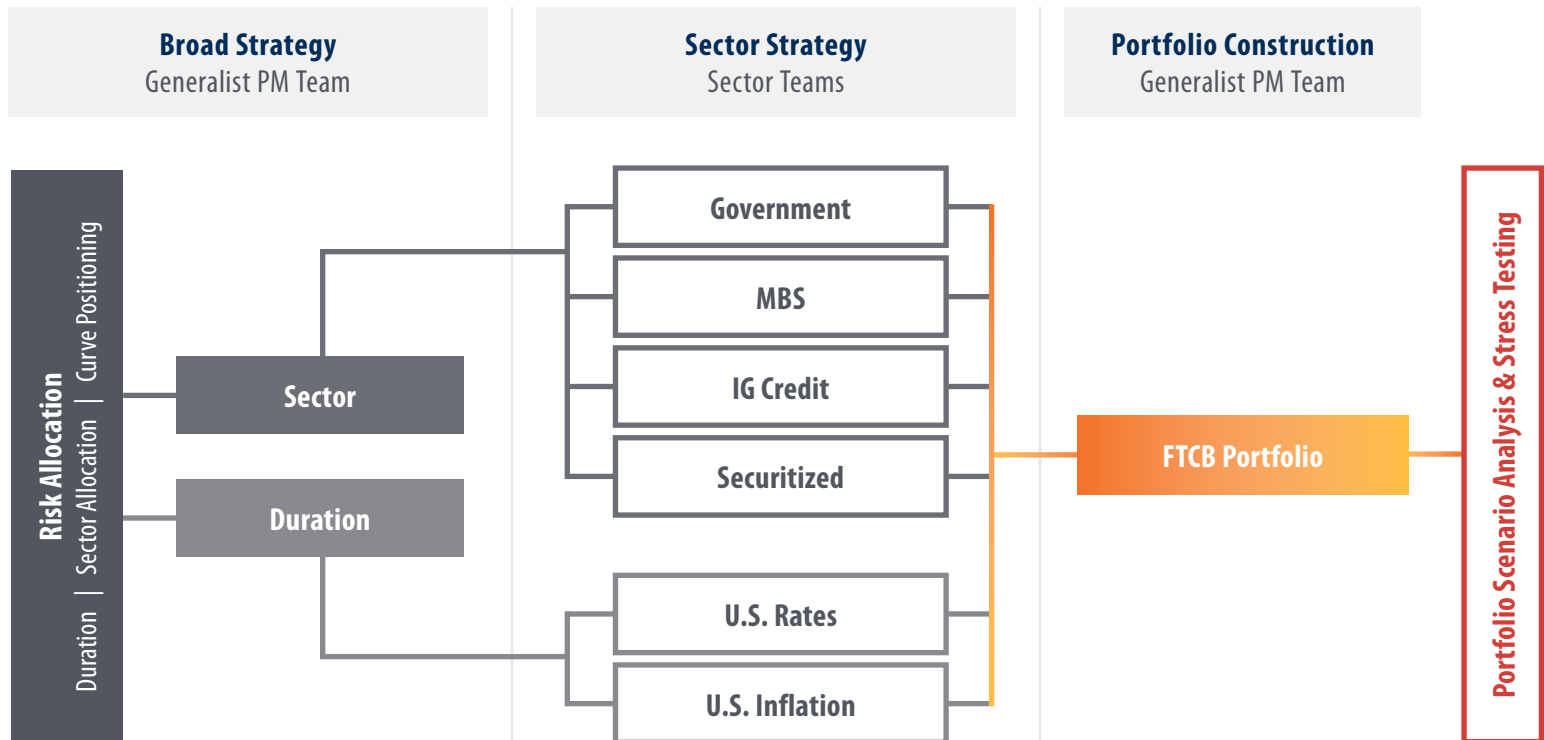 Broad Strategy
Generalist PM Team
Sector Strategy
Sector Teams
Portfolio Construction
Generalist PM Team
Risk Allocation
Duration | Sector Allocation | Curve Positioning
Sector
Duration
Government
MBS
IG Credit
Securitized
U.S. Rates
U.S. Inflation
FTCB Portfolio
Portfolio Scenario Analysis & Stress Testing